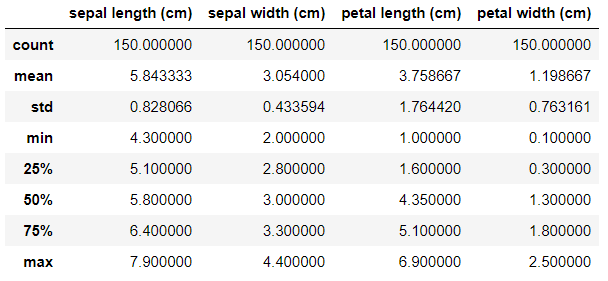 sepal length (cm) sepal width (cm) petal length (cm) petal width (cm)
count 150.000000 150.000000 150.000000 150.000000
mean 5.843333 3.054000 3.758667 1.198667
std 0.828066 0.433594 1.764420 0.763161
min 4.300000 2.000000 1.000000 0.100000
25% 5.100000 2.800000 1.600000 0.300000
50% 5.800000 3.000000 4.350000 1.300000
75% 6.400000 3.300000 5.100000 1.800000
max 7.900000 4.400000 6.900000 2.500000